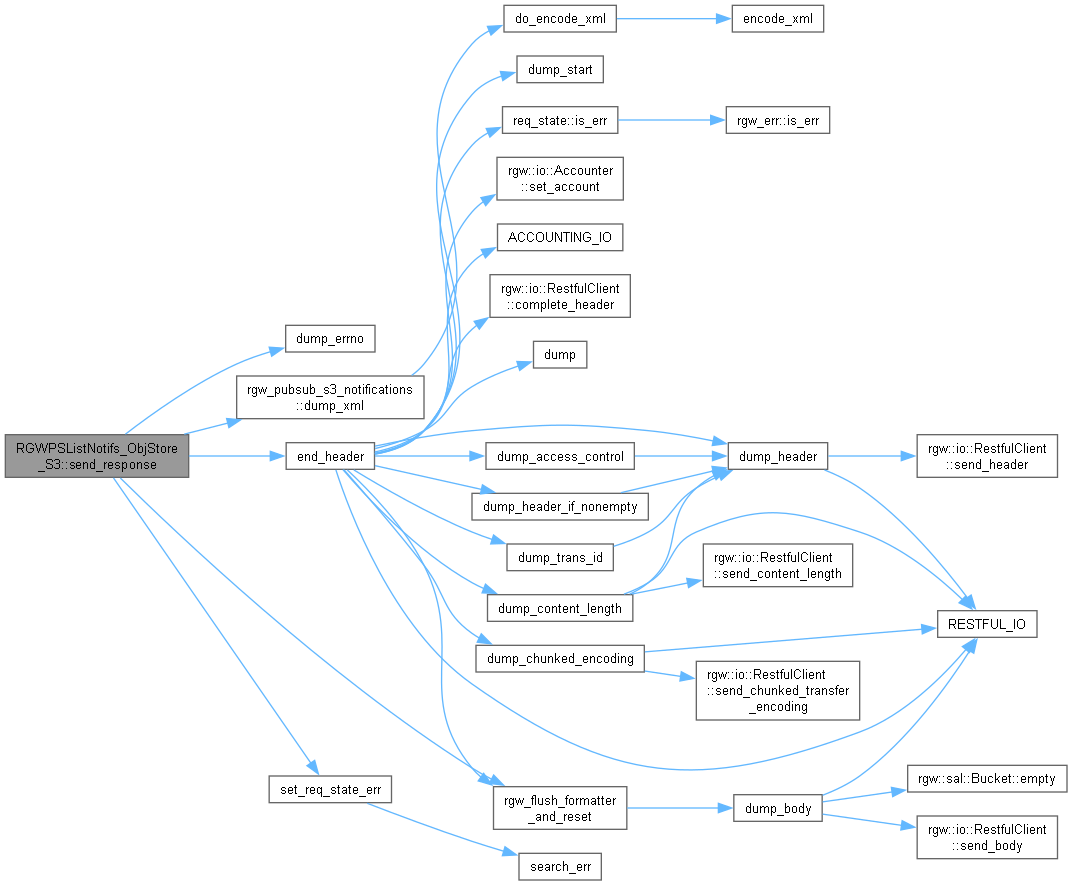 do_encode_xml
encode_xml
dump_start
req_state::is_err
rgw_err::is_err
rgw::io::Accounter
::set_account
ACCOUNTING_IO
rgw::io::RestfulClient
::complete_header
dump_errno
dump
rgw_pubsub_s3_notifications
::dump_xml
RGWPSListNotifs_ObjStore
_S3::send_response
end_header
dump_access_control
dump_header
rgw::io::RestfulClient
::send_header
dump_header_if_nonempty
dump_trans_id
rgw::io::RestfulClient
::send_content_length
dump_content_length
RESTFUL_IO
dump_chunked_encoding
rgw::io::RestfulClient
::send_chunked_transfer
_encoding
set_req_state_err
rgw_flush_formatter
_and_reset
dump_body
rgw::sal::Bucket::empty
rgw::io::RestfulClient
::send_body
search_err